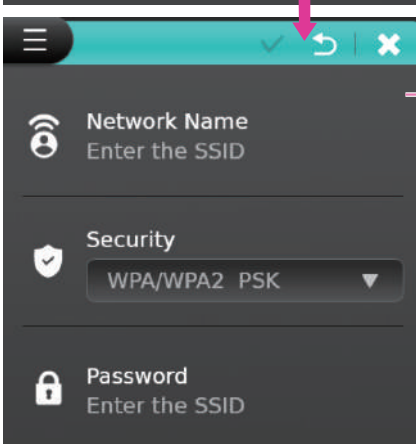 Network Name
Enter the SSID
Security
WPA/WPA2 PSK
Password
Enter the SSID